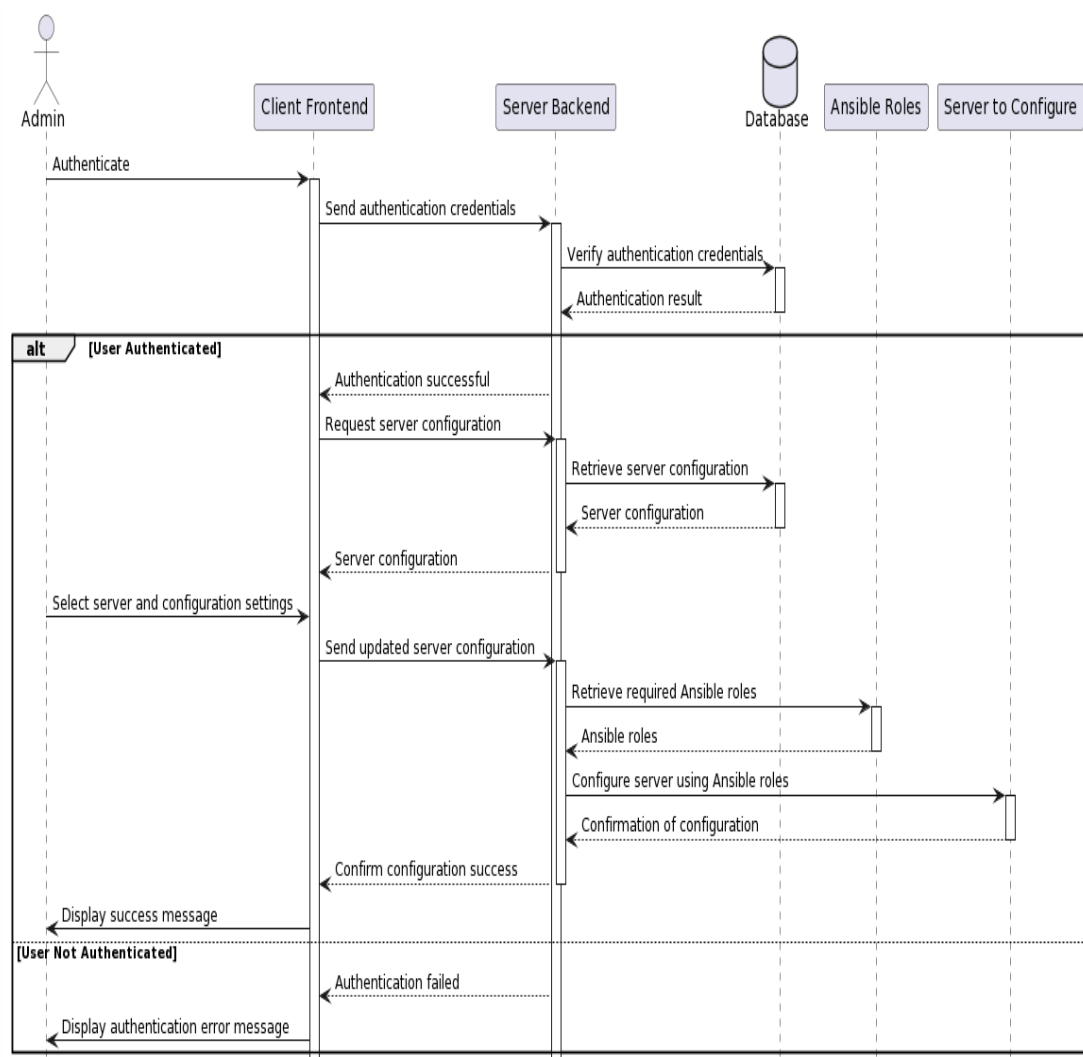 Admin
Client Frontend
Server Backend
Database
Ansible Roles
Server to Configure
Authenticate
Send authentication credentials
Verify authentication credentials
Authentication result
alt
[User Authenticated]
Authentication successful
Request server configuration
Retrieve server configuration
Server configuration
Server configuration
Select server and configuration settings
Send updated server configuration
Retrieve required Ansible roles
Ansible roles
Configure server using Ansible roles
Confirmation of configuration
Confirm configuration success
Display success message
[User Not Authenticated]
Authentication failed
Display authentication error message